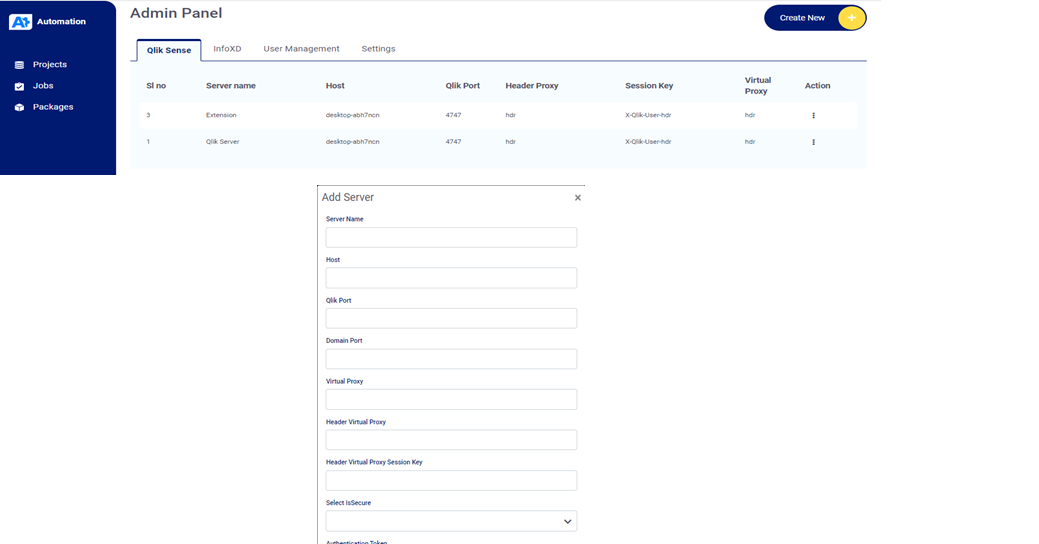 Automation
Projects
Jobs
Packages
Admin Panel
Create New
Qlik Sense InfoXD User Management Settings
Sl no Server name Host Qlik Port Header Proxy Session Key Virtual Proxy Action
3 Extension desktop-abh7ncn 4747 hdr X-Qlik-User-hdr hdr
1 Qlik Server desktop-abh7ncn 4747 hdr X-Qlik-User-hdr hdr
Add Server
Server Name
Host
Qlik Port
Domain Port
Virtual Proxy
Header Virtual Proxy
Header Virtual Proxy Session Key
Select IsSecure
Authentication Token